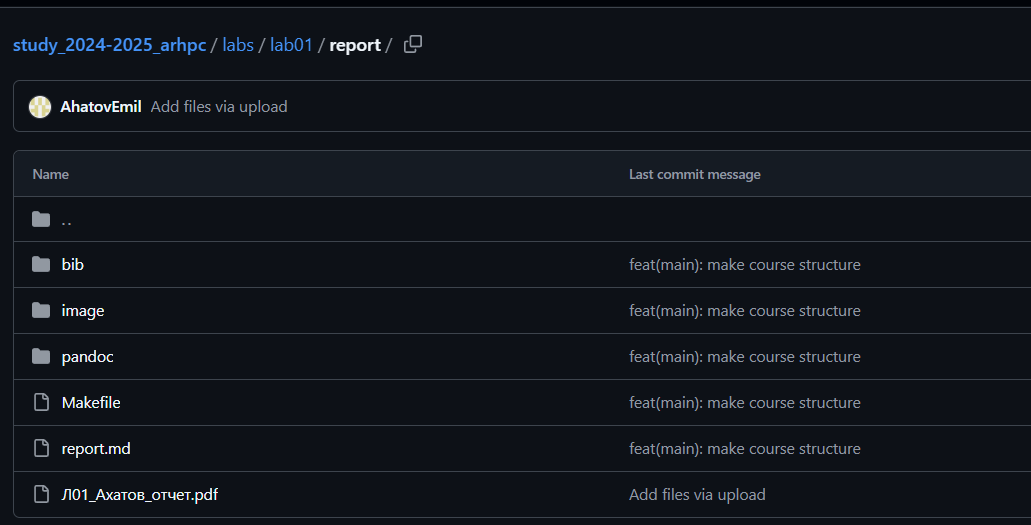 study_2024-2025_arhpc / labs / lab01 / report /
AhatovEmil Add files via upload
Name Last commit message
..
bib feat(main): make course structure
image feat(main): make course structure
pandoc feat(main): make course structure
Makefile feat(main): make course structure
report.md feat(main): make course structure
Л01_Ахатов_отчет.pdf Add files via upload